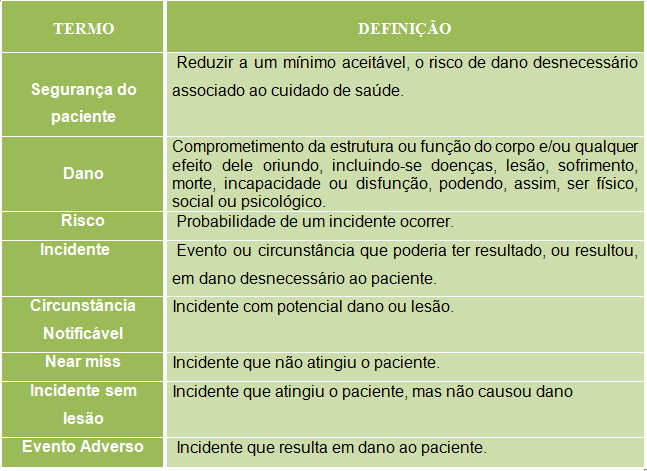 TERMO DEFINIÇÃO
Segurança do
paciente
Reduzir a um mínimo aceitável, o risco de dano desnecessário
associado ao cuidado de saúde.
Dano
Comprometimento da estrutura ou função do corpo e/ou qualquer
efeito dele oriundo, incluindo-se doenças, lesão, sofrimento,
morte, incapacidade ou disfunção, podendo, assim, ser físico,
social ou psicológico.
Risco
Probabilidade de um incidente ocorrer.
Incidente
Evento ou circunstância que poderia ter resultado, ou resultou,
em dano desnecessário ao paciente.
Circunstância
Notificável
Incidente com potencial dano ou lesão.
Near miss
Incidente que não atingiu o paciente.
Incidente sem
lesão
Incidente que atingiu o paciente, mas não causou dano
Evento Adverso
Incidente que resulta em dano ao paciente.